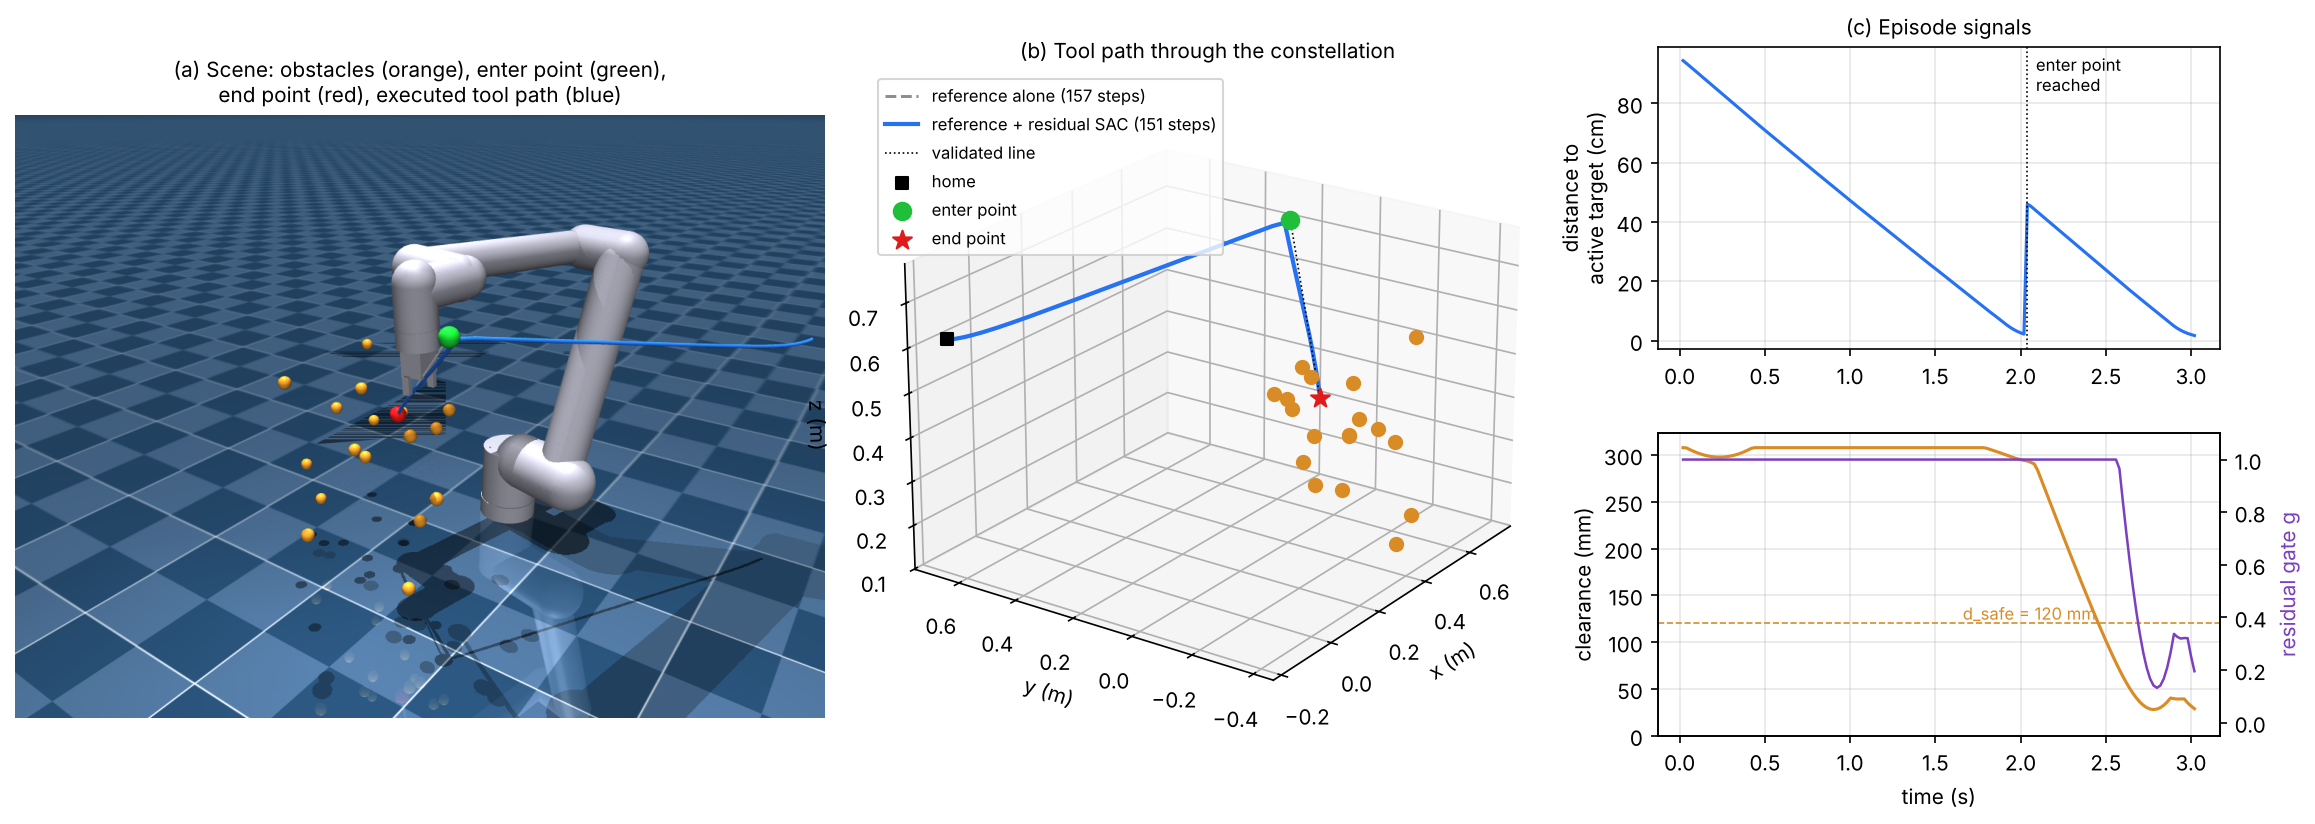 (a) Scene: obstacles (orange), enter point (green),
end point (red), executed tool path (blue)
(b) Tool path through the constellation
reference alone (157 steps)
reference + residual SAC (151 steps)
validated line
home
enter point
end point
z (m)
0.7
0.6
0.5
0.4
0.3
0.2
0.1
0.6
0.4
0.2
0.0
−0.2
−0.4
y (m)
−0.2
0.0
0.2
0.4
0.6
x (m)
(c) Episode signals
distance to
active target (cm)
80
60
40
20
0
enter point
reached
0.0 0.5 1.0 1.5 2.0 2.5 3.0
clearance (mm)
300
250
200
150
100
50
0
d_safe = 120 mm
1.0
0.8
0.6
0.4
0.2
0.0
residual gate g
0.0 0.5 1.0 1.5 2.0 2.5 3.0
time (s)